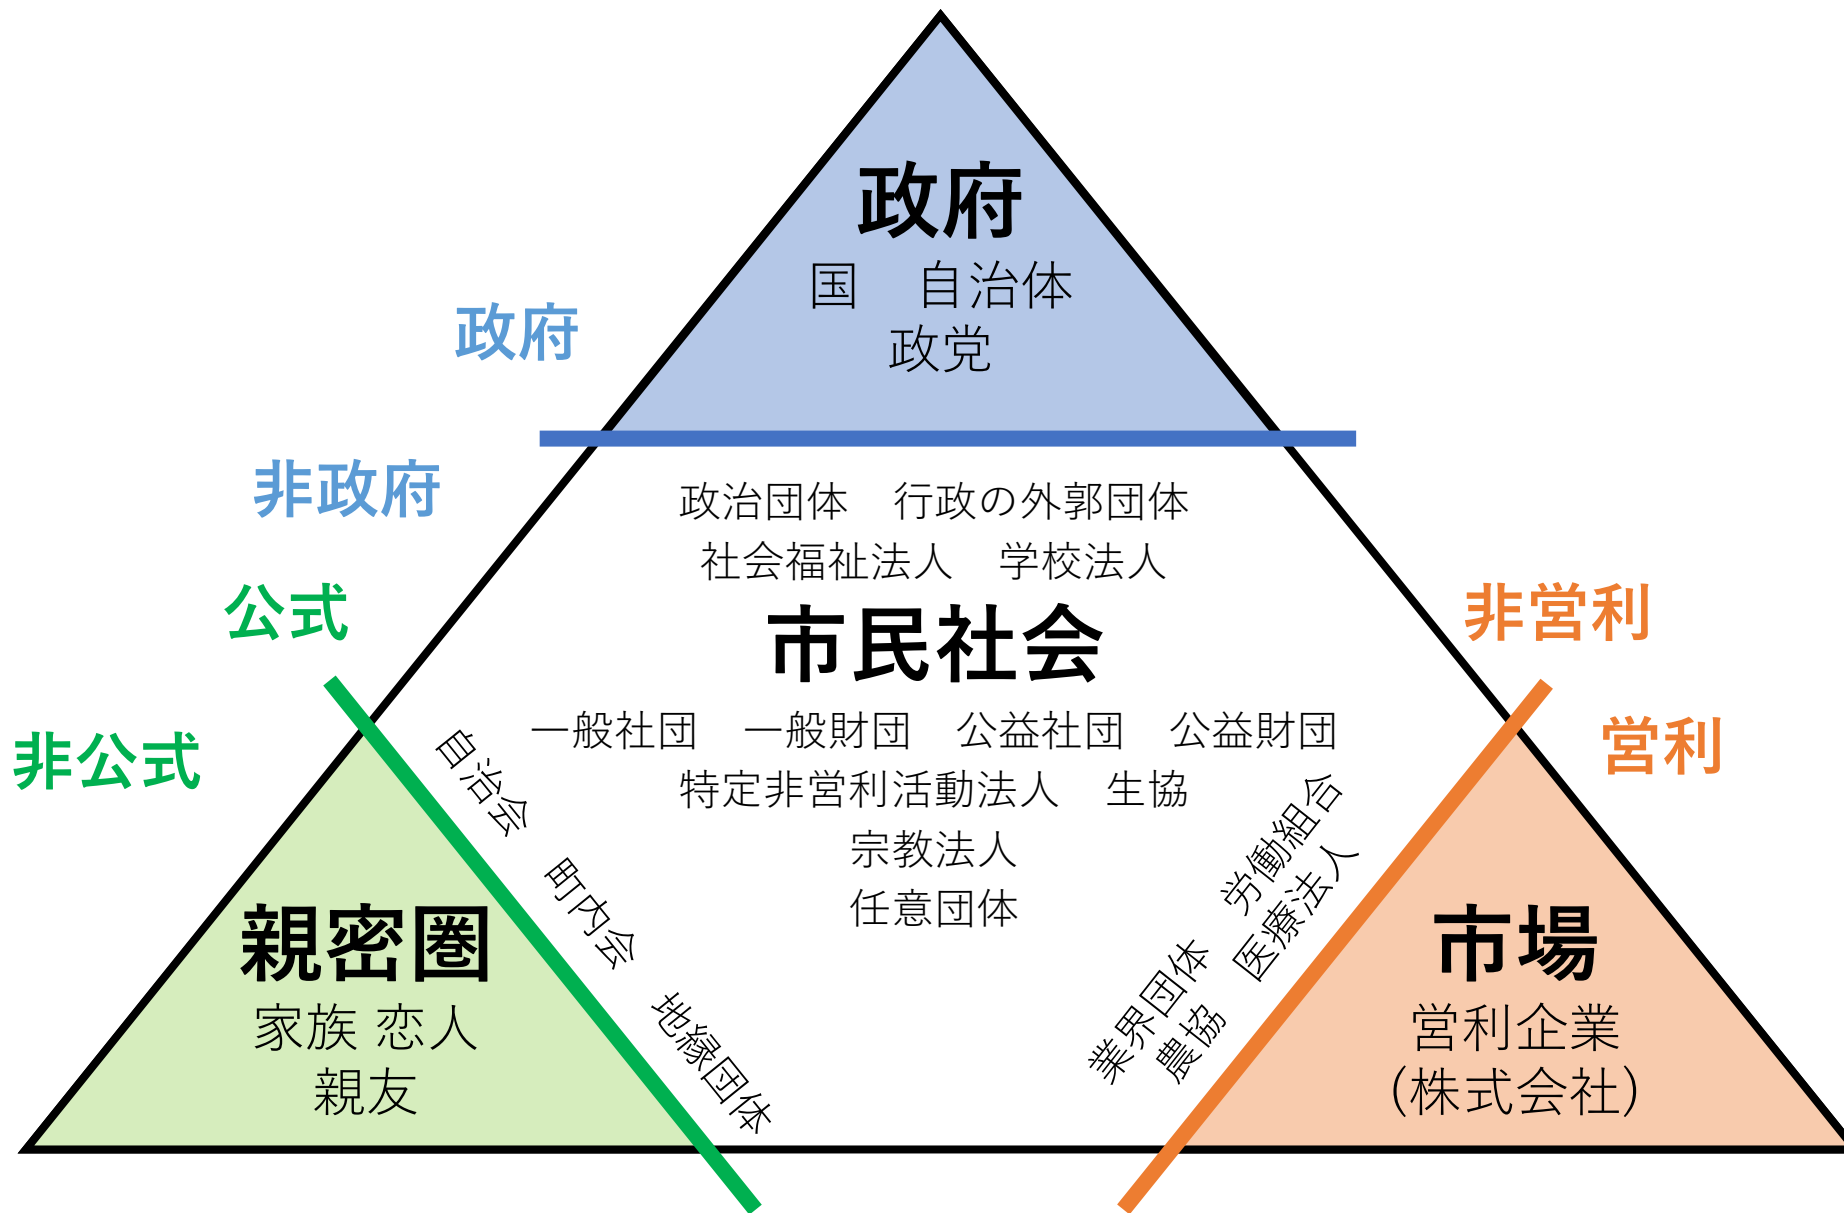 政府
国　自治体
政党
政府
非政府
政治団体　行政の外郭団体
社会福祉法人　学校法人
公式
非営利
市民社会
非公式
営利
一般社団　一般財団　公益社団　公益財団
特定非営利活動法人　生協
宗教法人
任意団体
自治会　町内会　地縁団体
業界団体　労働組合
農協　医療法人
親密圏
家族 恋人
親友
市場
営利企業
(株式会社)